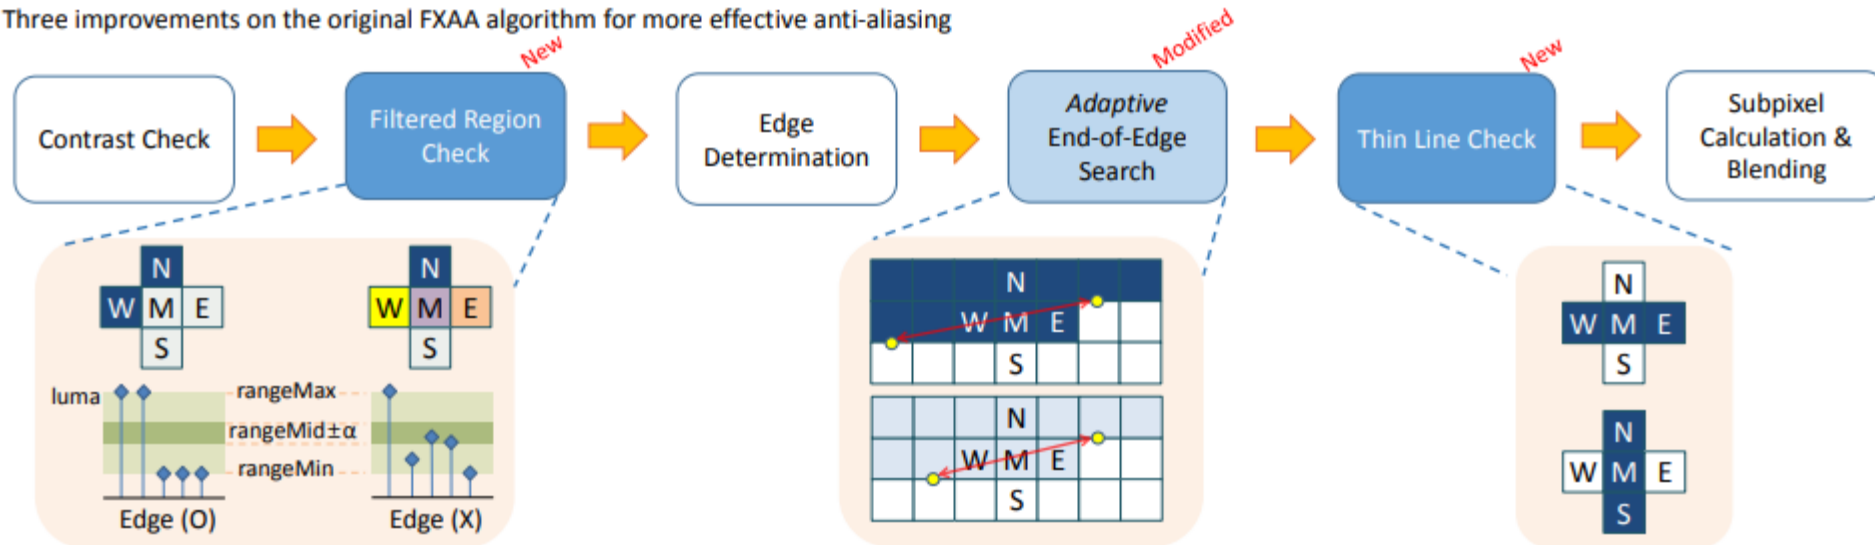 Three improvements on the original FXAA algorithm for more effective anti-aliasing
New
Modified
New
Contrast Check
Filtered Region
Check
Edge
Determination
Adaptive
End-of-Edge
Search
Thin Line Check
Subpixel
Calculation &
Blending
N
W M E
S
N
W M E
S
luma
rangeMax
rangeMid±α
rangeMin
Edge (O)
Edge (X)
N
W M E
S
N
W M E
S
N
W M E
S
N
W M E
S